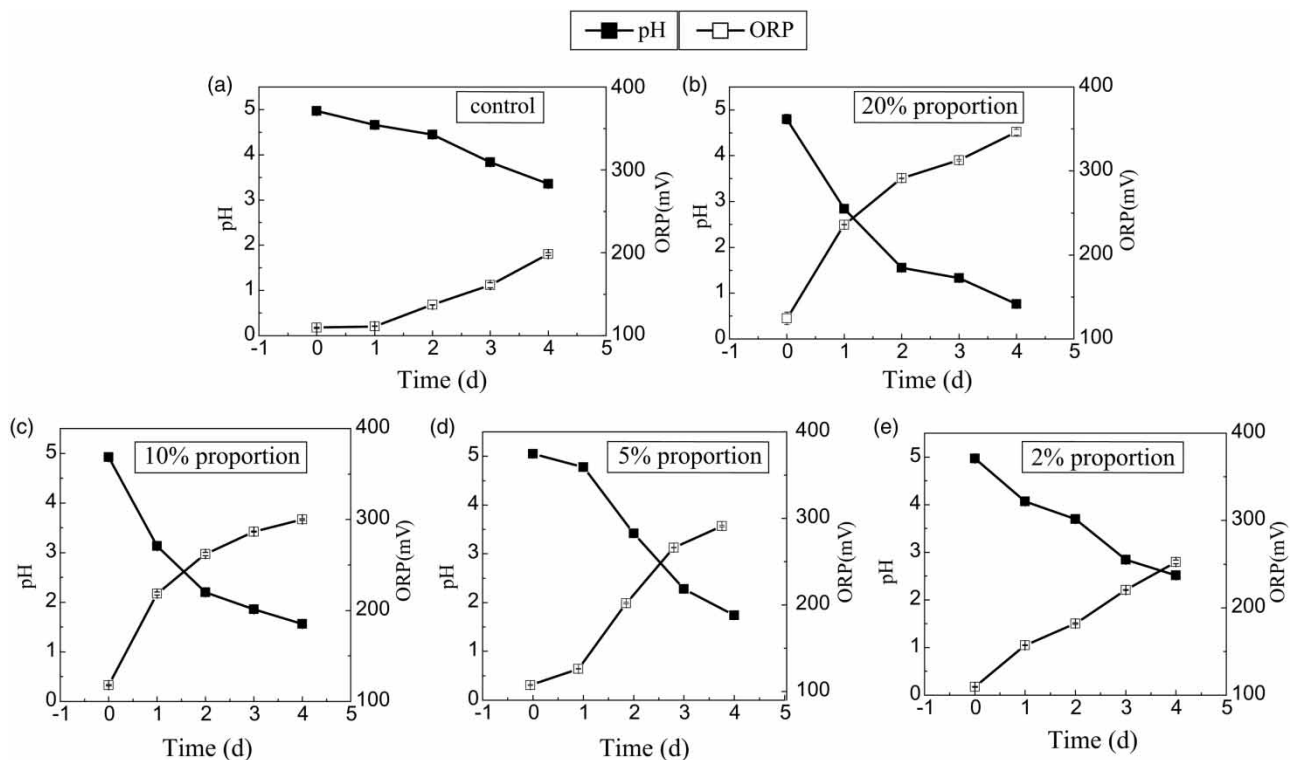 pH ORP
(a)
control
pH
5
4
3
2
1
0
ORP(mV)
400
300
200
100
-1 0 1 2 3 4 5
Time (d)
(b)
20% proportion
pH
5
4
3
2
1
0
ORP(mV)
400
300
200
100
-1 0 1 2 3 4 5
Time (d)
(c)
10% proportion
pH
5
4
3
2
1
0
ORP(mV)
400
300
200
100
-1 0 1 2 3 4 5
Time (d)
(d)
5% proportion
pH
5
4
3
2
1
0
ORP(mV)
400
300
200
100
-1 0 1 2 3 4 5
Time (d)
(e)
2% proportion
pH
5
4
3
2
1
0
ORP(mV)
400
300
200
100
-1 0 1 2 3 4 5
Time (d)